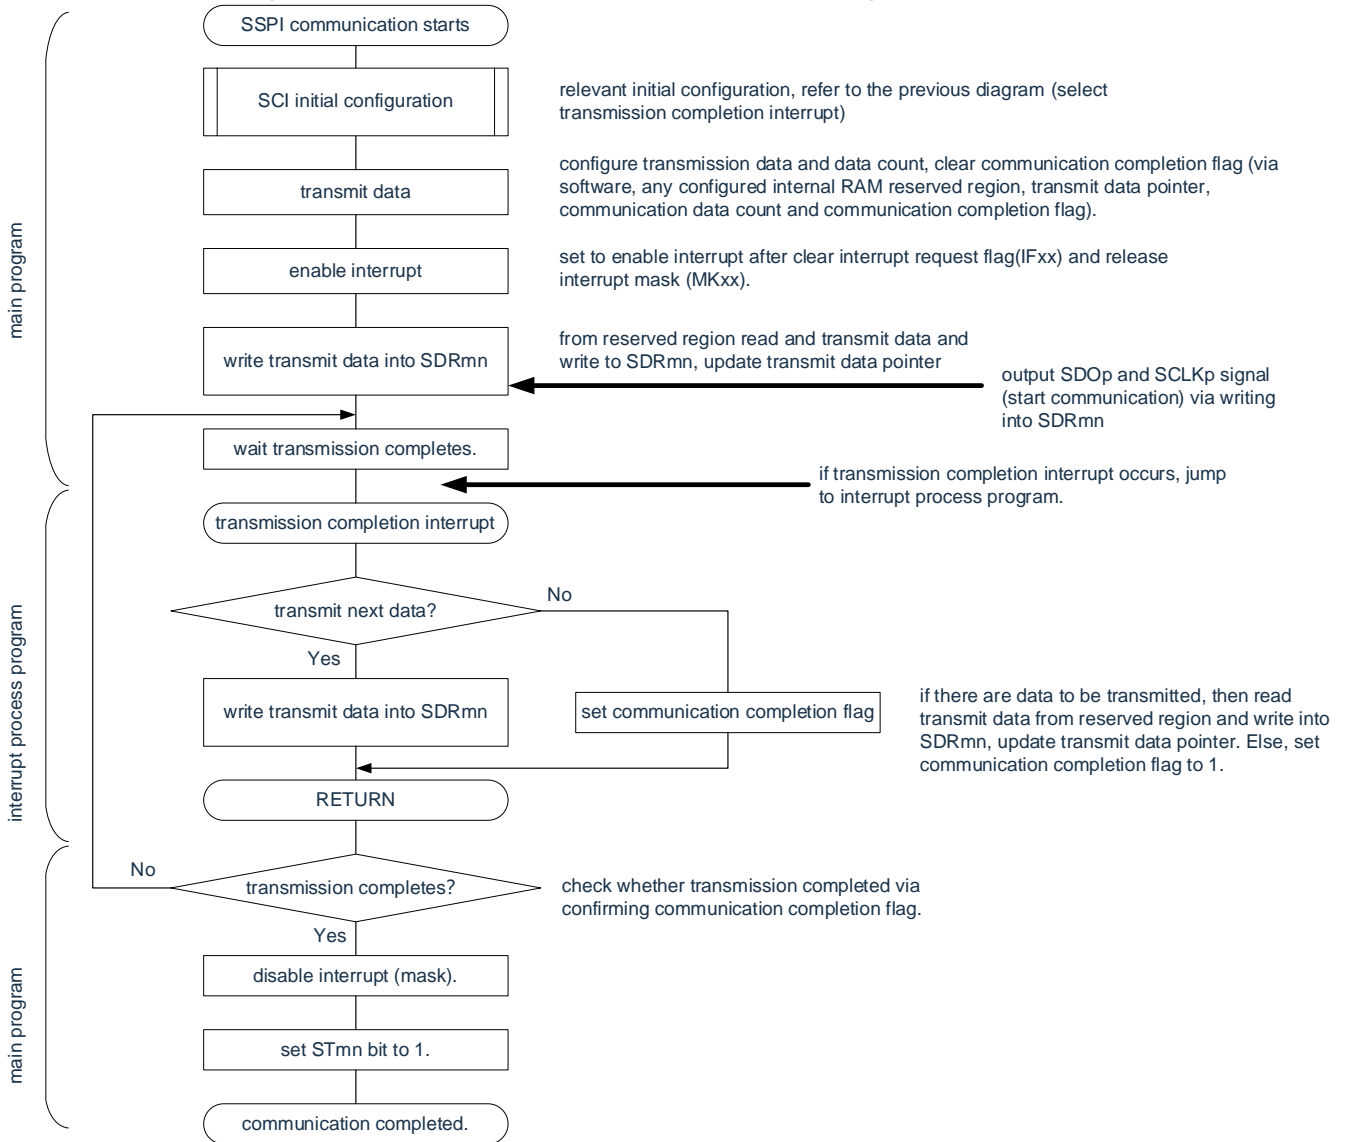 SSPI communication starts
SCI initial configuration
relevant initial configuration, refer to the previous diagram (select
transmission completion interrupt)
transmit data
configure transmission data and data count, clear communication completion flag (via
software, any configured internal RAM reserved region, transmit data pointer,
communication data count and communication completion flag).
main program
enable interrupt
set to enable interrupt after clear interrupt request flag(IFxx) and release
interrupt mask (MKxx).
write transmit data into SDRmn
from reserved region read and transmit data and
write to SDRmn, update transmit data pointer
output SDOp and SCLKp signal
(start communication) via writing
into SDRmn
wait transmission completes.
if transmission completion interrupt occurs, jump
to interrupt process program.
transmission completion interrupt
interrupt process program
transmit next data?
No
Yes
write transmit data into SDRmn
set communication completion flag
if there are data to be transmitted, then read
transmit data from reserved region and write into
SDRmn, update transmit data pointer. Else, set
communication completion flag to 1.
RETURN
No
transmission completes?
check whether transmission completed via
confirming communication completion flag.
Yes
main program
disable interrupt (mask).
set STmn bit to 1.
communication completed.